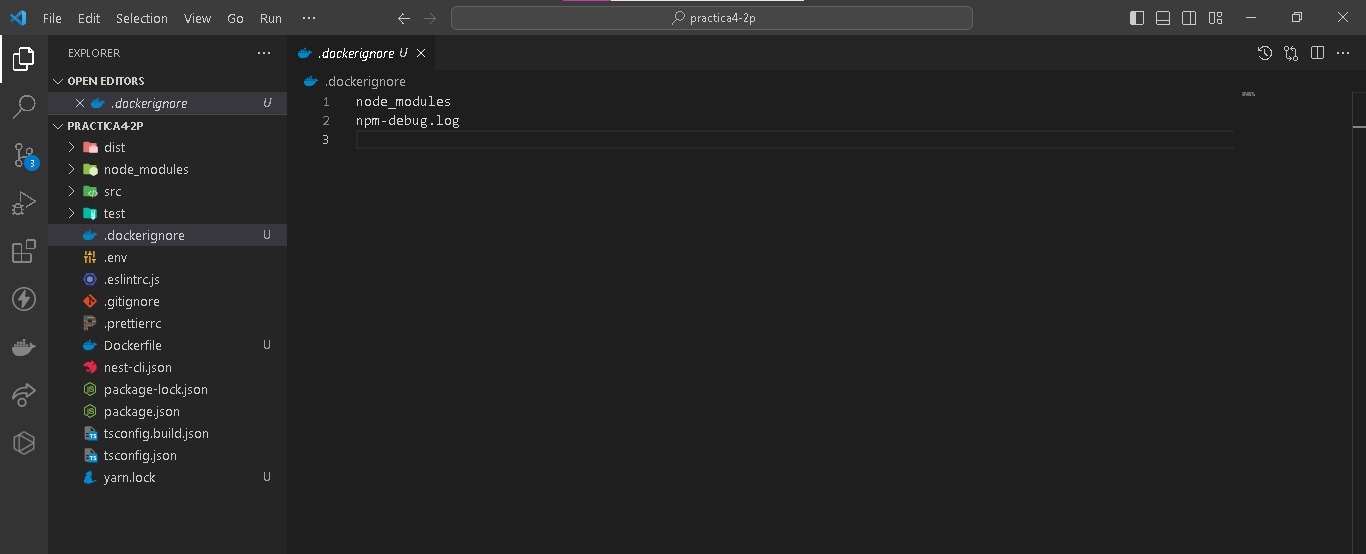 File Edit Selection View Go Run ···
practica4-2p
EXPLORER ···
OPEN EDITORS
.dockerignore U
PRACTICA4-2P
dist
node_modules
src
test
.dockerignore U
.env
.eslintrc.js
.gitignore
.prettierrc
Dockerfile U
nest-cli.json
package-lock.json
package.json
tsconfig.build.json
tsconfig.json
yarn.lock U
3
.dockerignore U
.dockerignore
1 node_modules
2 npm-debug.log
3